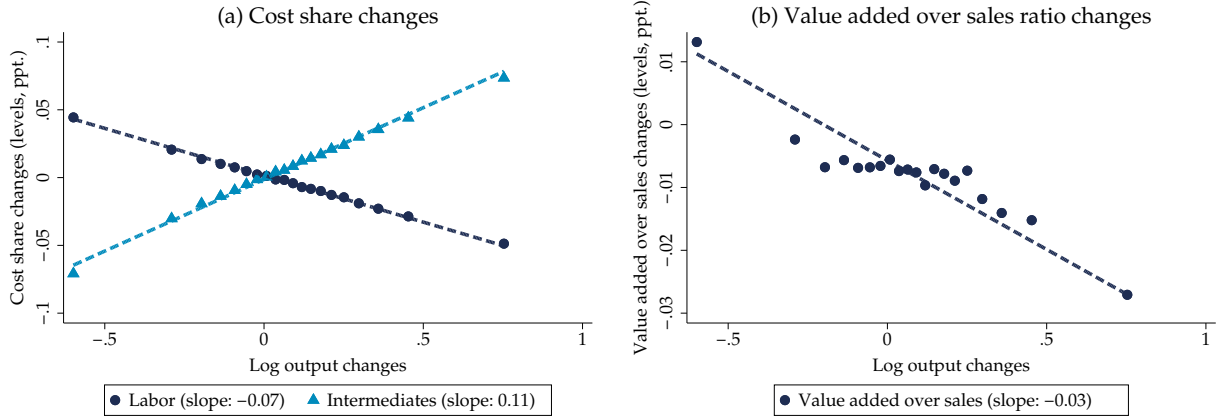 (a) Cost share changes
Cost share changes (levels, ppt.)
.1
.05
0
-.05
-.1
-.5
0
.5
1
Log output changes
Labor (slope: −0.07)
Intermediates (slope: 0.11)
(b) Value added over sales ratio changes
Value added over sales changes (levels, ppt.)
.01
0
-.01
-.02
-.03
-.5
0
.5
1
Log output changes
Value added over sales (slope: −0.03)